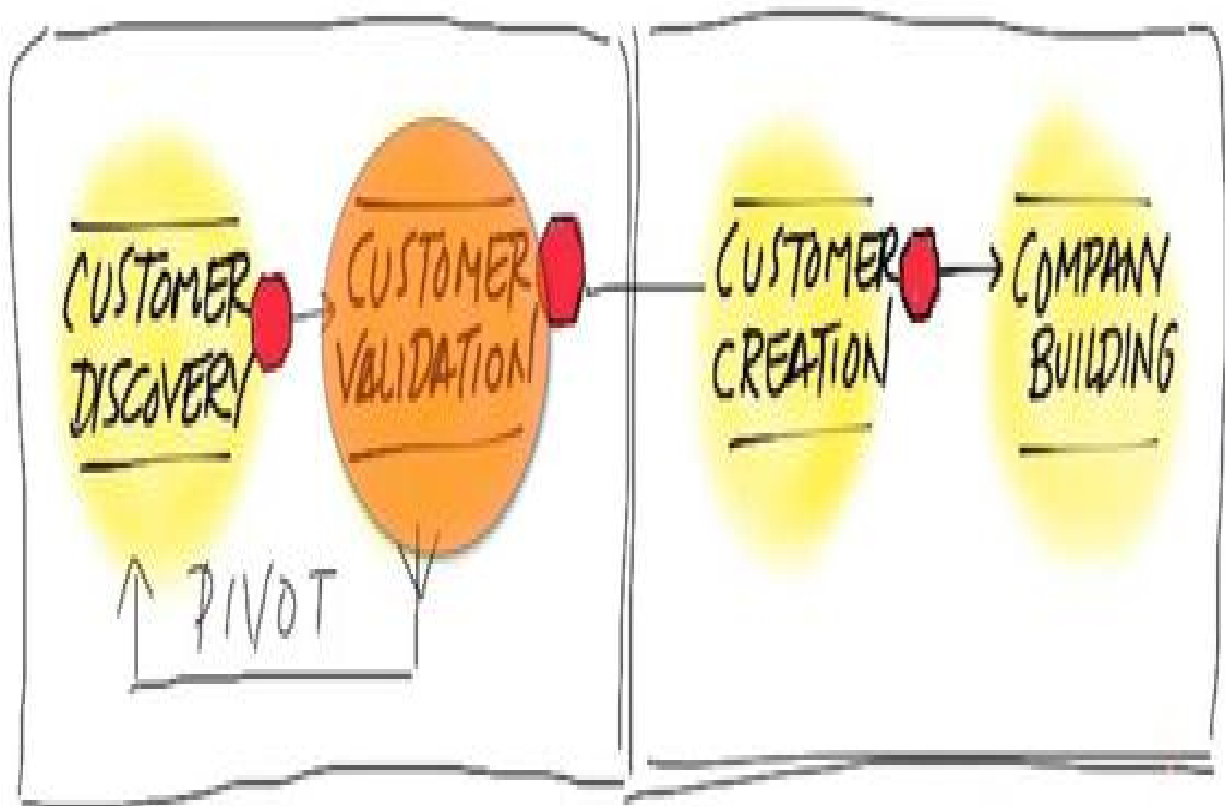 CUSTOMER
DISCOVERY
CUSTOMER
VALIDATION
CUSTOMER
CREATION
COMPANY
BUILDING
PIVOT